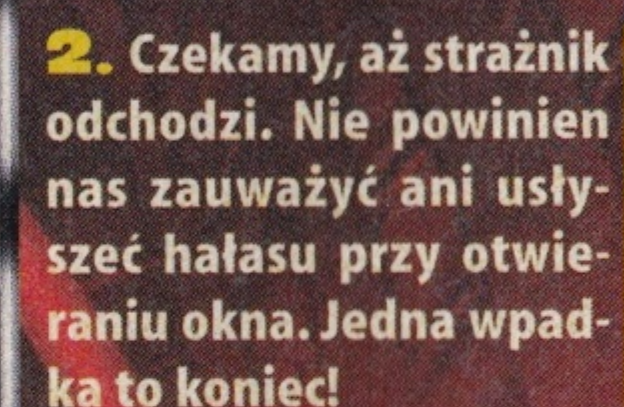 2. Czekamy, aż strażnik
odchodzi. Nie powinien
nas zauważyć ani usły-
szeć hałasu przy otwie-
raniu okna. Jedna wpad-
ka to koniec!